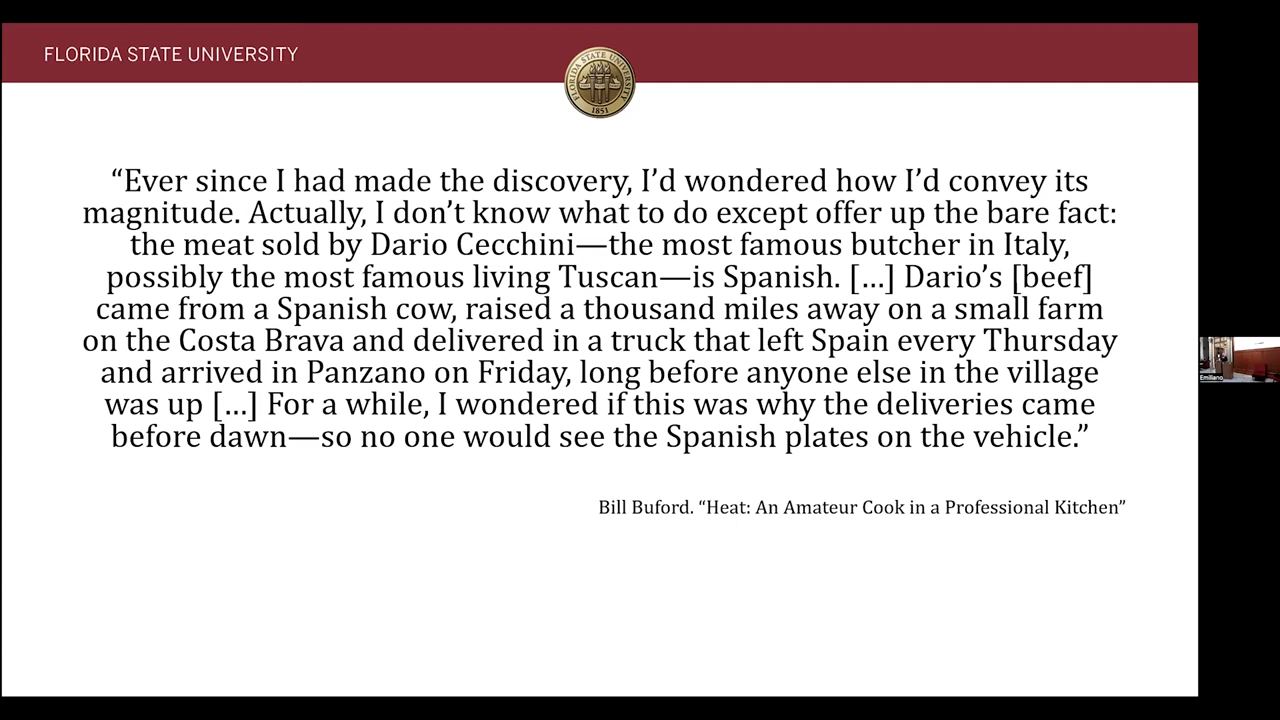 FLORIDA STATE UNIVERSITY
FLORIDA STATE UNIVERSITY
1851
“Ever since I had made the discovery, I’d wondered how I’d convey its
magnitude. Actually, I don’t know what to do except offer up the bare fact:
the meat sold by Dario Cecchini—the most famous butcher in Italy,
possibly the most famous living Tuscan—is Spanish. […] Dario’s [beef]
came from a Spanish cow, raised a thousand miles away on a small farm
on the Costa Brava and delivered in a truck that left Spain every Thursday
and arrived in Panzano on Friday, long before anyone else in the village
was up […] For a while, I wondered if this was why the deliveries came
before dawn—so no one would see the Spanish plates on the vehicle.”
Bill Buford. “Heat: An Amateur Cook in a Professional Kitchen”
Emiliano